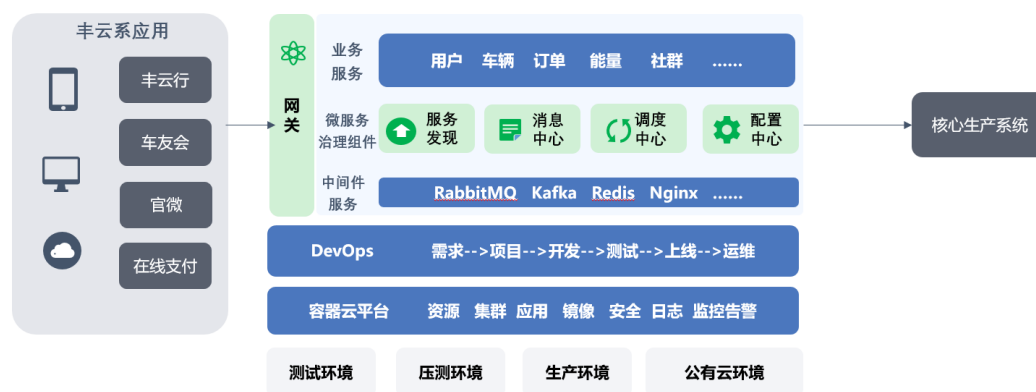 丰云系应用
丰云行
车友会
官微
在线支付
网
关
业务
服务
用户 车辆 订单 能量 社群 ......
微服务
治理组件
服务
发现
消息
中心
调度
中心
配置
中心
中间件
服务
RabbitMQ Kafka Redis Nginx ......
DevOps 需求-->项目-->开发-->测试-->上线-->运维
容器云平台 资源 集群 应用 镜像 安全 日志 监控告警
测试环境 压测环境 生产环境 公有云环境
核心生产系统